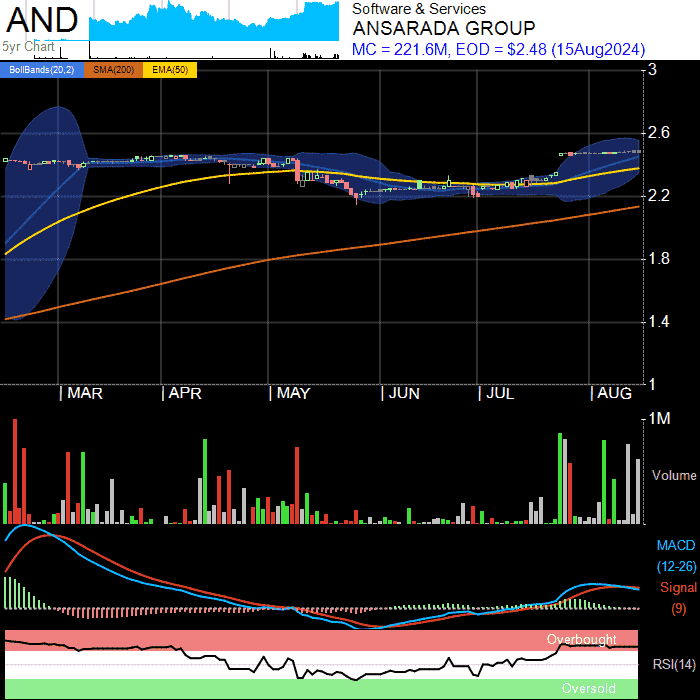 AND
Software & Services
ANSARADA GROUP
5yr Chart
MC = 221.6M, EOD = $2.48 (15Aug2024)
BollBands(20,2) SMA(200) EMA(50)
3
2.6
2.2
1.8
1.4
1
MAR APR MAY JUN JUL AUG
1M
Volume
MACD
(12-26)
Signal
(9)
Overbought
RSI(14)
Oversold